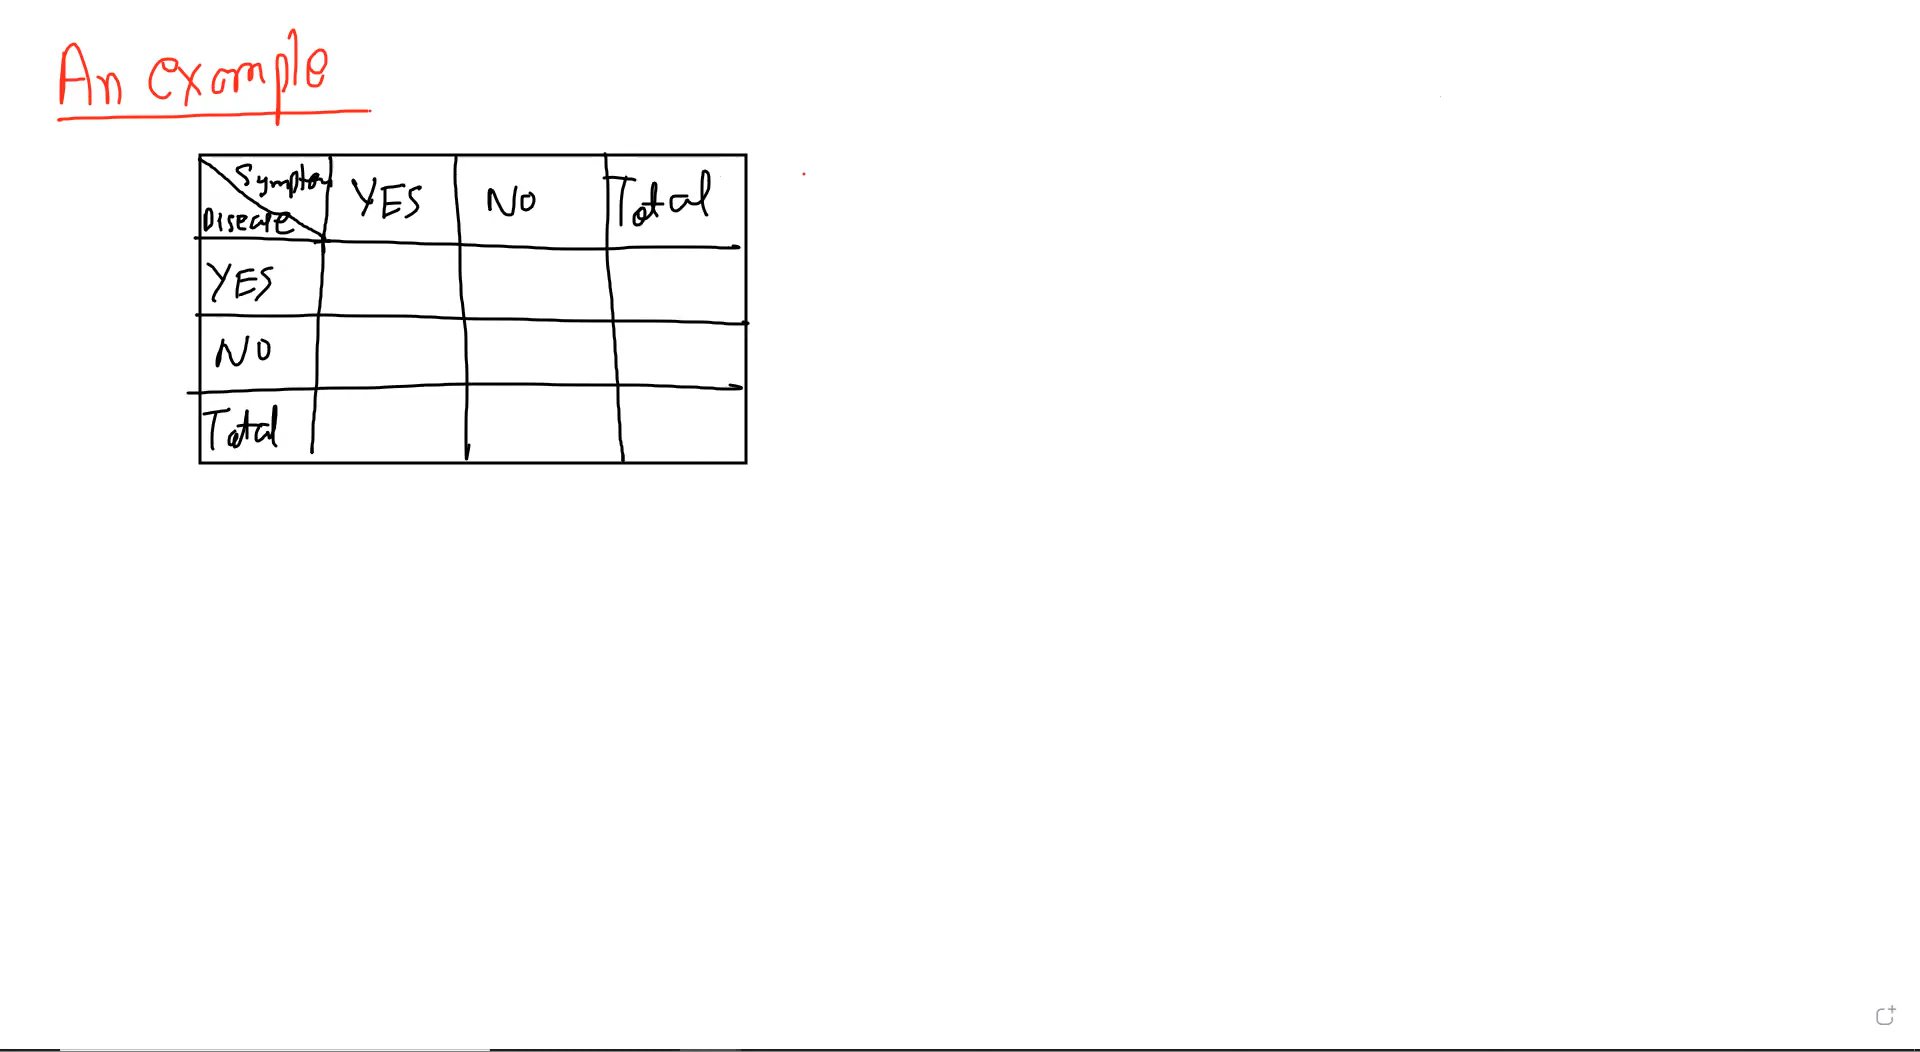 An example
Symptom YES NO Total
Disease
YES
NO
Total